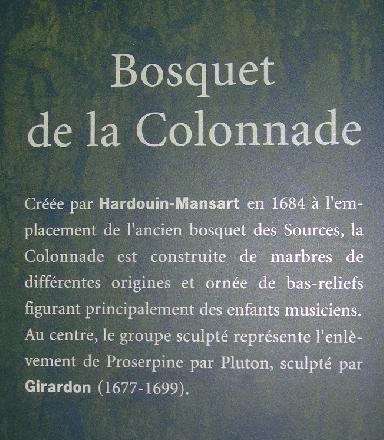 Bosquet
de la Colonnade
Créée par Hardouin-Mansart en 1684 à l'em-
placement de l'ancien bosquet des Sources, la
Colonnade est construite de marbres de
différentes origines et ornée de bas-reliefs
figurant principalement des enfants musiciens.
Au centre, le groupe sculpté représente l'enlè-
vement de Proserpine par Pluton, sculpté par
Girardon (1677-1699).